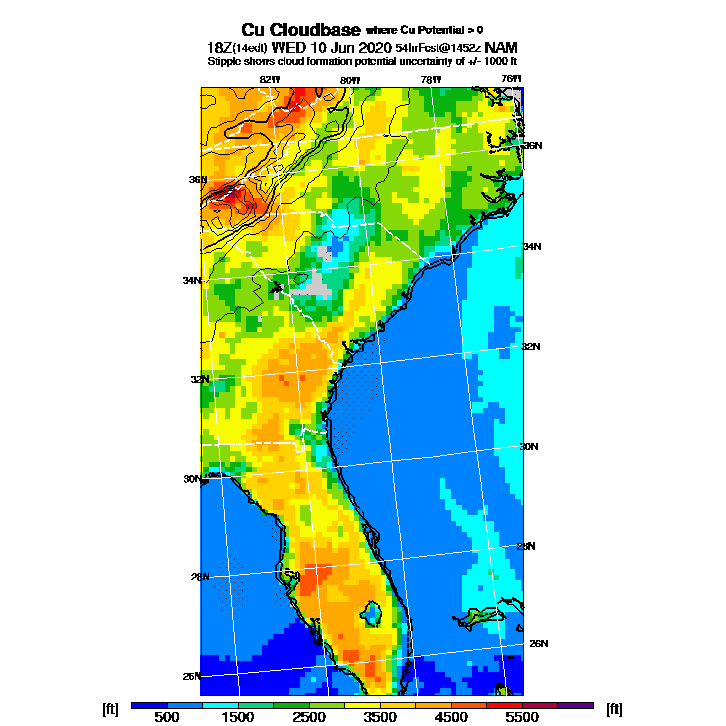 Cu Cloudbase where Cu Potential > 0
18Z(14edt) WED 10 Jun 2020 54hrFcst@1452z NAM
Stipple shows cloud formation potential uncertainty of +/- 1000 ft
82W 80W 78W 76W
36N
36N
34N
34N
32N
32N
30N
30N
28N
28N
26N
26N
[ft] 500 1500 2500 3500 4500 5500 [ft]